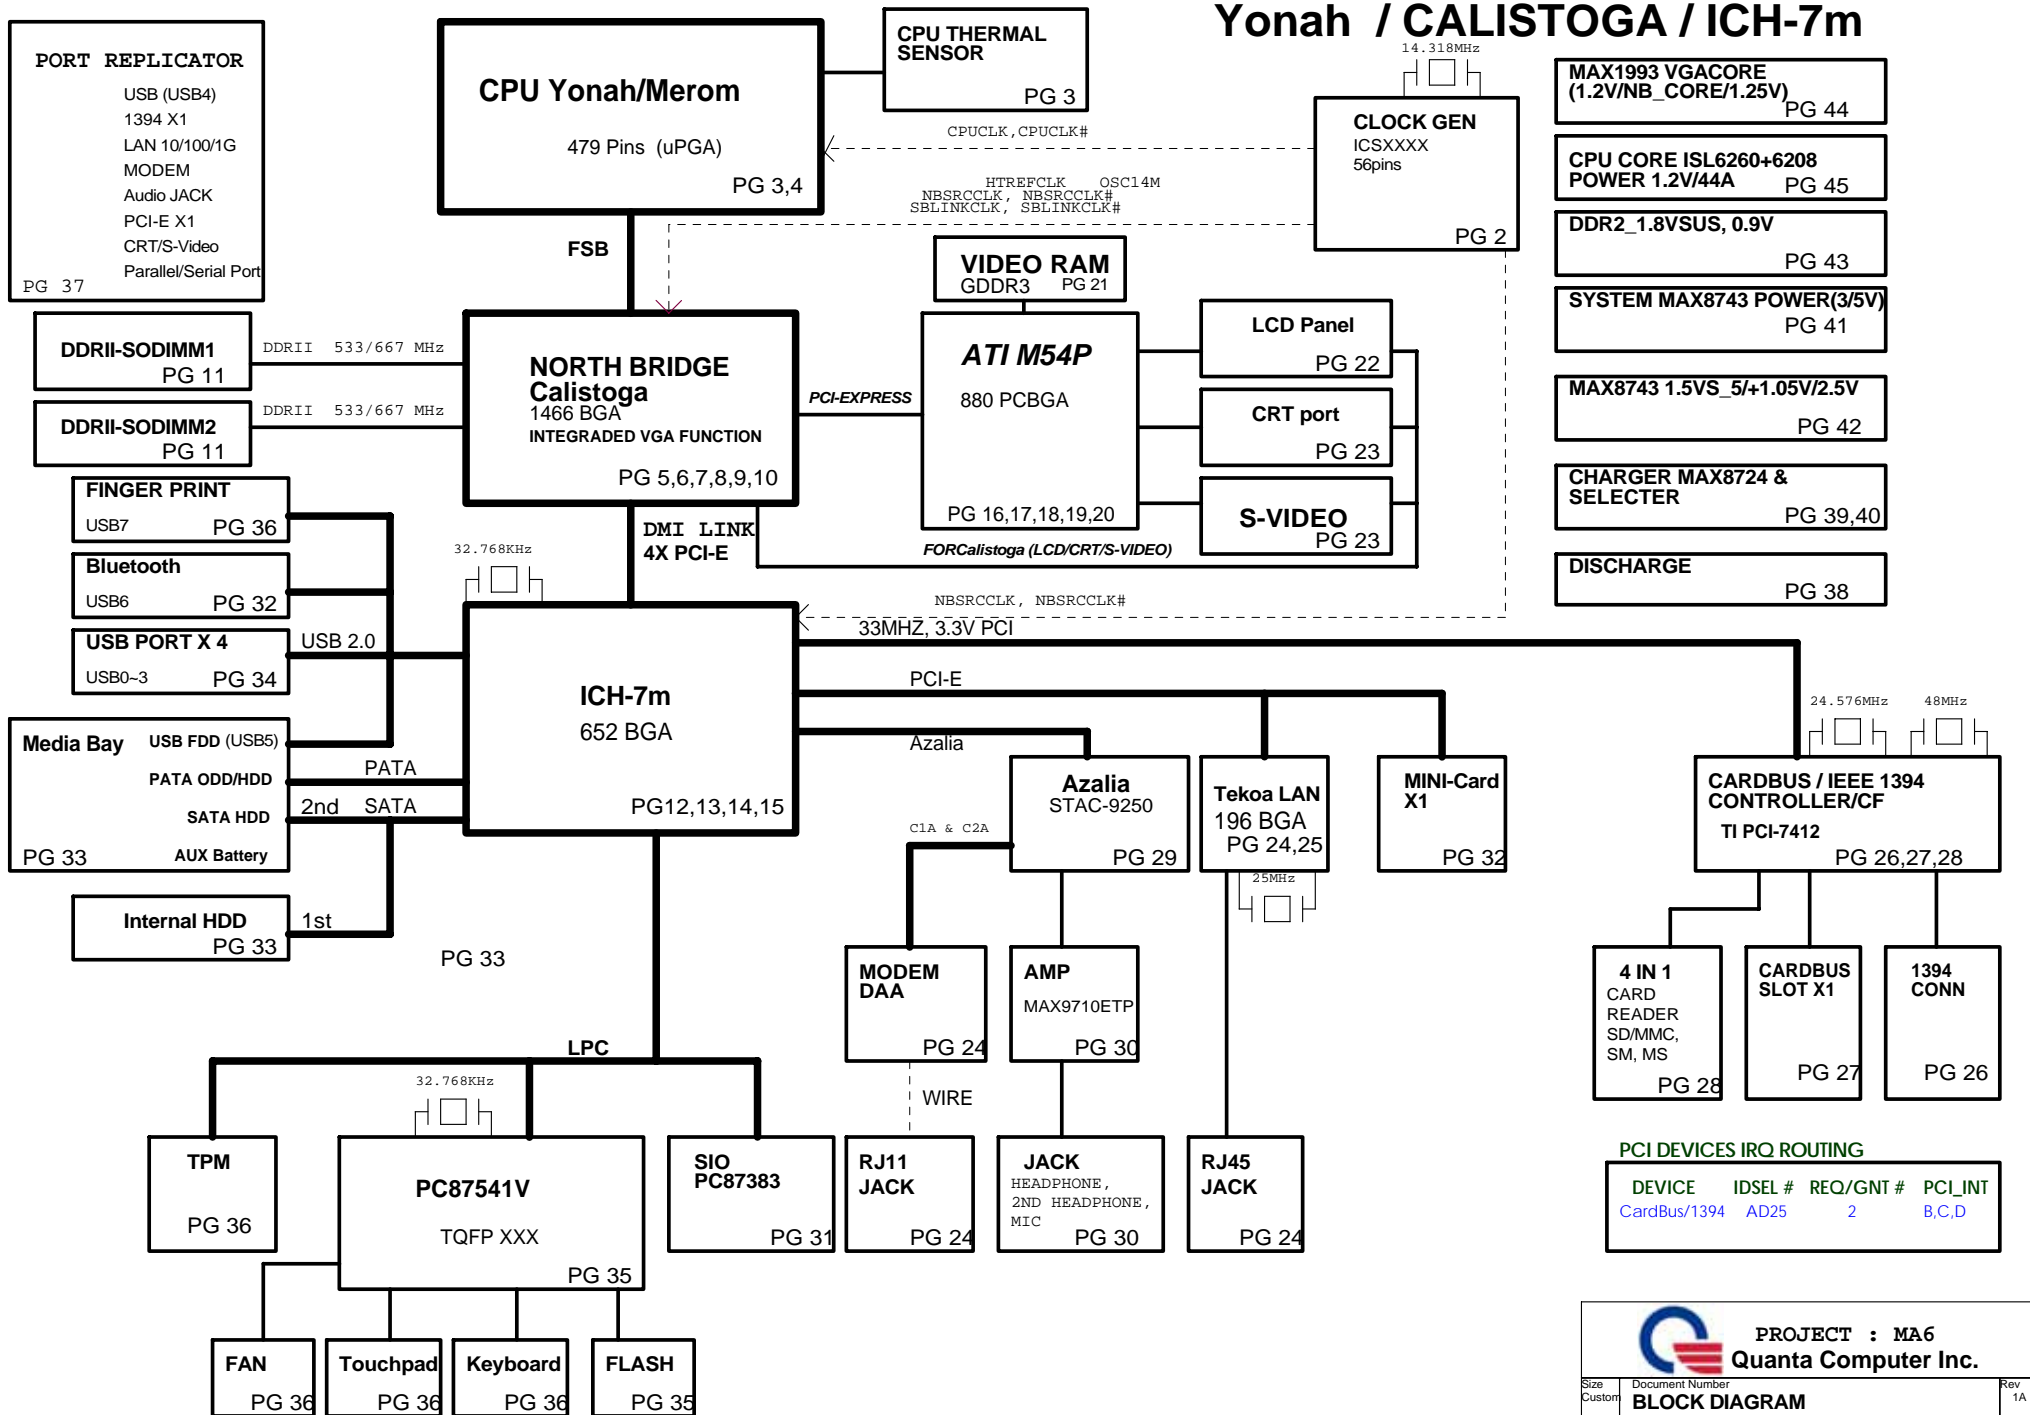 Yonah / CALISTOGA / ICH-7m
PORT REPLICATOR
USB (USB4)
1394 X1
LAN 10/100/1G
MODEM
Audio JACK
PCI-E X1
CRT/S-Video
Parallel/Serial Port
PG 37
CPU Yonah/Merom
479 Pins (uPGA)
PG 3,4
CPU THERMAL
SENSOR
PG 3
14.318MHz
CLOCK GEN
ICSXXXX
56pins
PG 2
CPUCLK,CPUCLK#
HTREFCLK OSC14M
NBSRCCLK, NBSRCCLK#
SBLINKCLK, SBLINKCLK#
MAX1993 VGACORE
(1.2V/NB_CORE/1.25V)
PG 44
CPU CORE ISL6260+6208
POWER 1.2V/44A
PG 45
DDR2_1.8VSUS, 0.9V
PG 43
SYSTEM MAX8743 POWER(3/5V)
PG 41
MAX8743 1.5VS_5/+1.05V/2.5V
PG 42
CHARGER MAX8724 &
SELECTER
PG 39,40
DISCHARGE
PG 38
FSB
DDRII-SODIMM1
PG 11
DDRII 533/667 MHz
DDRII-SODIMM2
PG 11
DDRII 533/667 MHz
NORTH BRIDGE
Calistoga
1466 BGA
INTEGRADED VGA FUNCTION
PG 5,6,7,8,9,10
PCI-EXPRESS
VIDEO RAM
GDDR3 PG 21
ATI M54P
880 PCBGA
PG 16,17,18,19,20
LCD Panel
PG 22
CRT port
PG 23
S-VIDEO
PG 23
FORCalistoga (LCD/CRT/S-VIDEO)
DMI LINK
4X PCI-E
32.768KHz
NBSRCCLK, NBSRCCLK#
FINGER PRINT
USB7 PG 36
Bluetooth
USB6 PG 32
USB PORT X 4
USB0~3 PG 34
USB 2.0
Media Bay
USB FDD (USB5)
PATA ODD/HDD
SATA HDD
AUX Battery
PG 33
PATA
2nd SATA
Internal HDD
PG 33
1st
PG 33
ICH-7m
652 BGA
PG12,13,14,15
33MHZ, 3.3V PCI
PCI-E
Azalia
Azalia
STAC-9250
PG 29
C1A & C2A
Tekoa LAN
196 BGA
PG 24,25
25MHz
MINI-Card
X1
PG 32
24.576MHz
48MHz
CARDBUS / IEEE 1394
CONTROLLER/CF
TI PCI-7412
PG 26,27,28
4 IN 1
CARD
READER
SD/MMC,
SM, MS
PG 28
CARDBUS
SLOT X1
PG 27
1394
CONN
PG 26
MODEM
DAA
PG 24
WIRE
AMP
MAX9710ETP
PG 30
LPC
32.768KHz
TPM
PG 36
PC87541V
TQFP XXX
PG 35
SIO
PC87383
PG 31
RJ11
JACK
PG 24
JACK
HEADPHONE,
2ND HEADPHONE,
MIC
PG 30
RJ45
JACK
PG 24
FAN
PG 36
Touchpad
PG 36
Keyboard
PG 36
FLASH
PG 35
PCI DEVICES IRQ ROUTING
DEVICE IDSEL # REQ/GNT # PCI_INT
CardBus/1394 AD25 2 B,C,D
PROJECT : MA6
Quanta Computer Inc.
Size Document Number Rev
Custom BLOCK DIAGRAM 1A